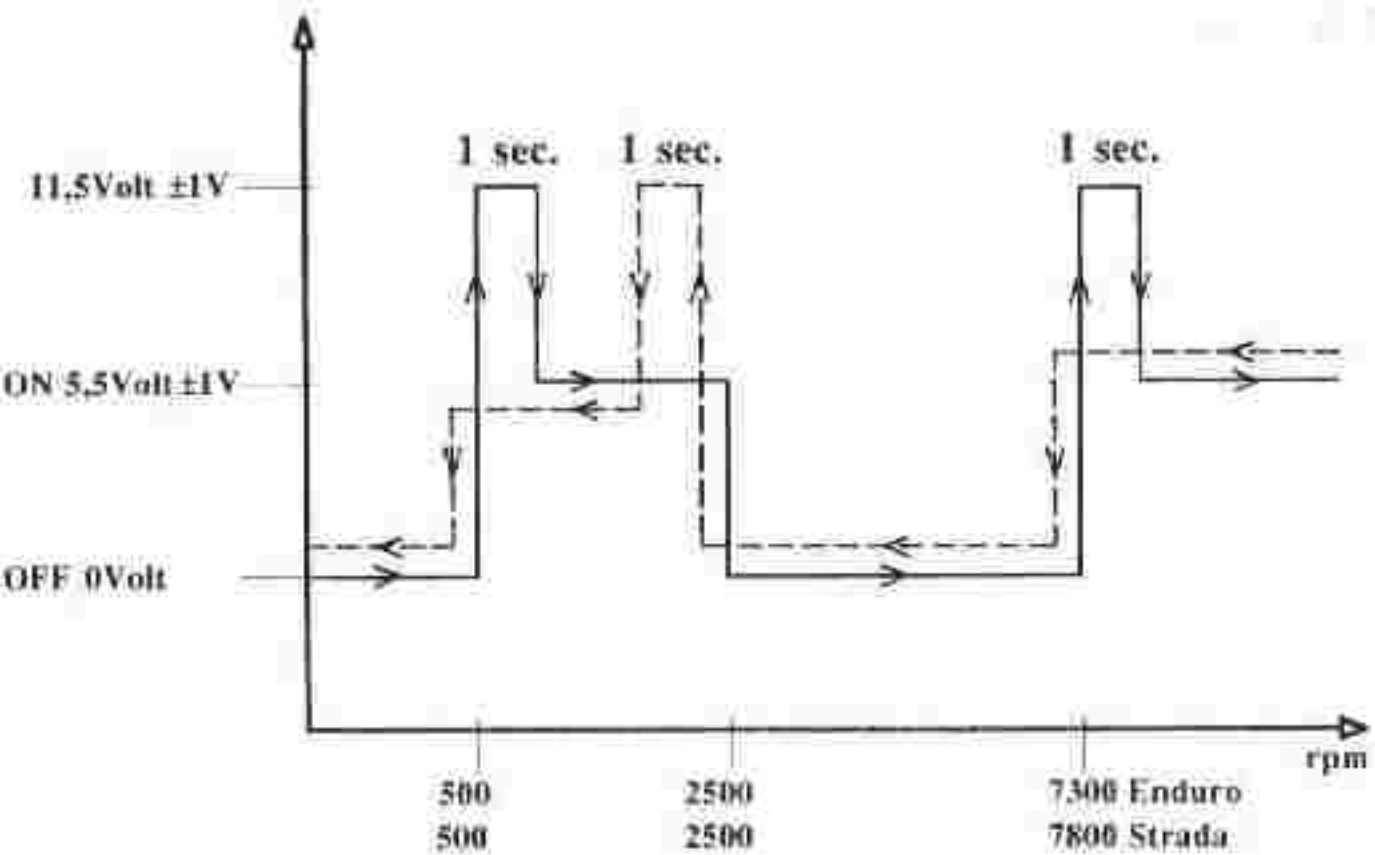 1 sec. 1 sec. 1 sec.
11,5Volt ±1V
ON 5,5Volt ±1V
OFF 0Volt
rpm
500 2500 7300 Enduro
500 2500 7800 Strada